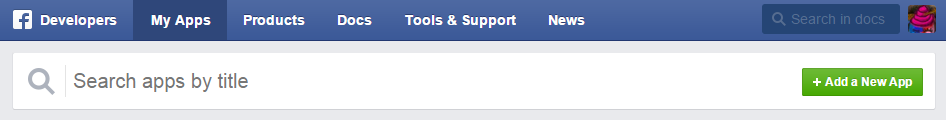 Developers My Apps Products Docs Tools & Support News Search in docs
Search apps by title + Add a New App